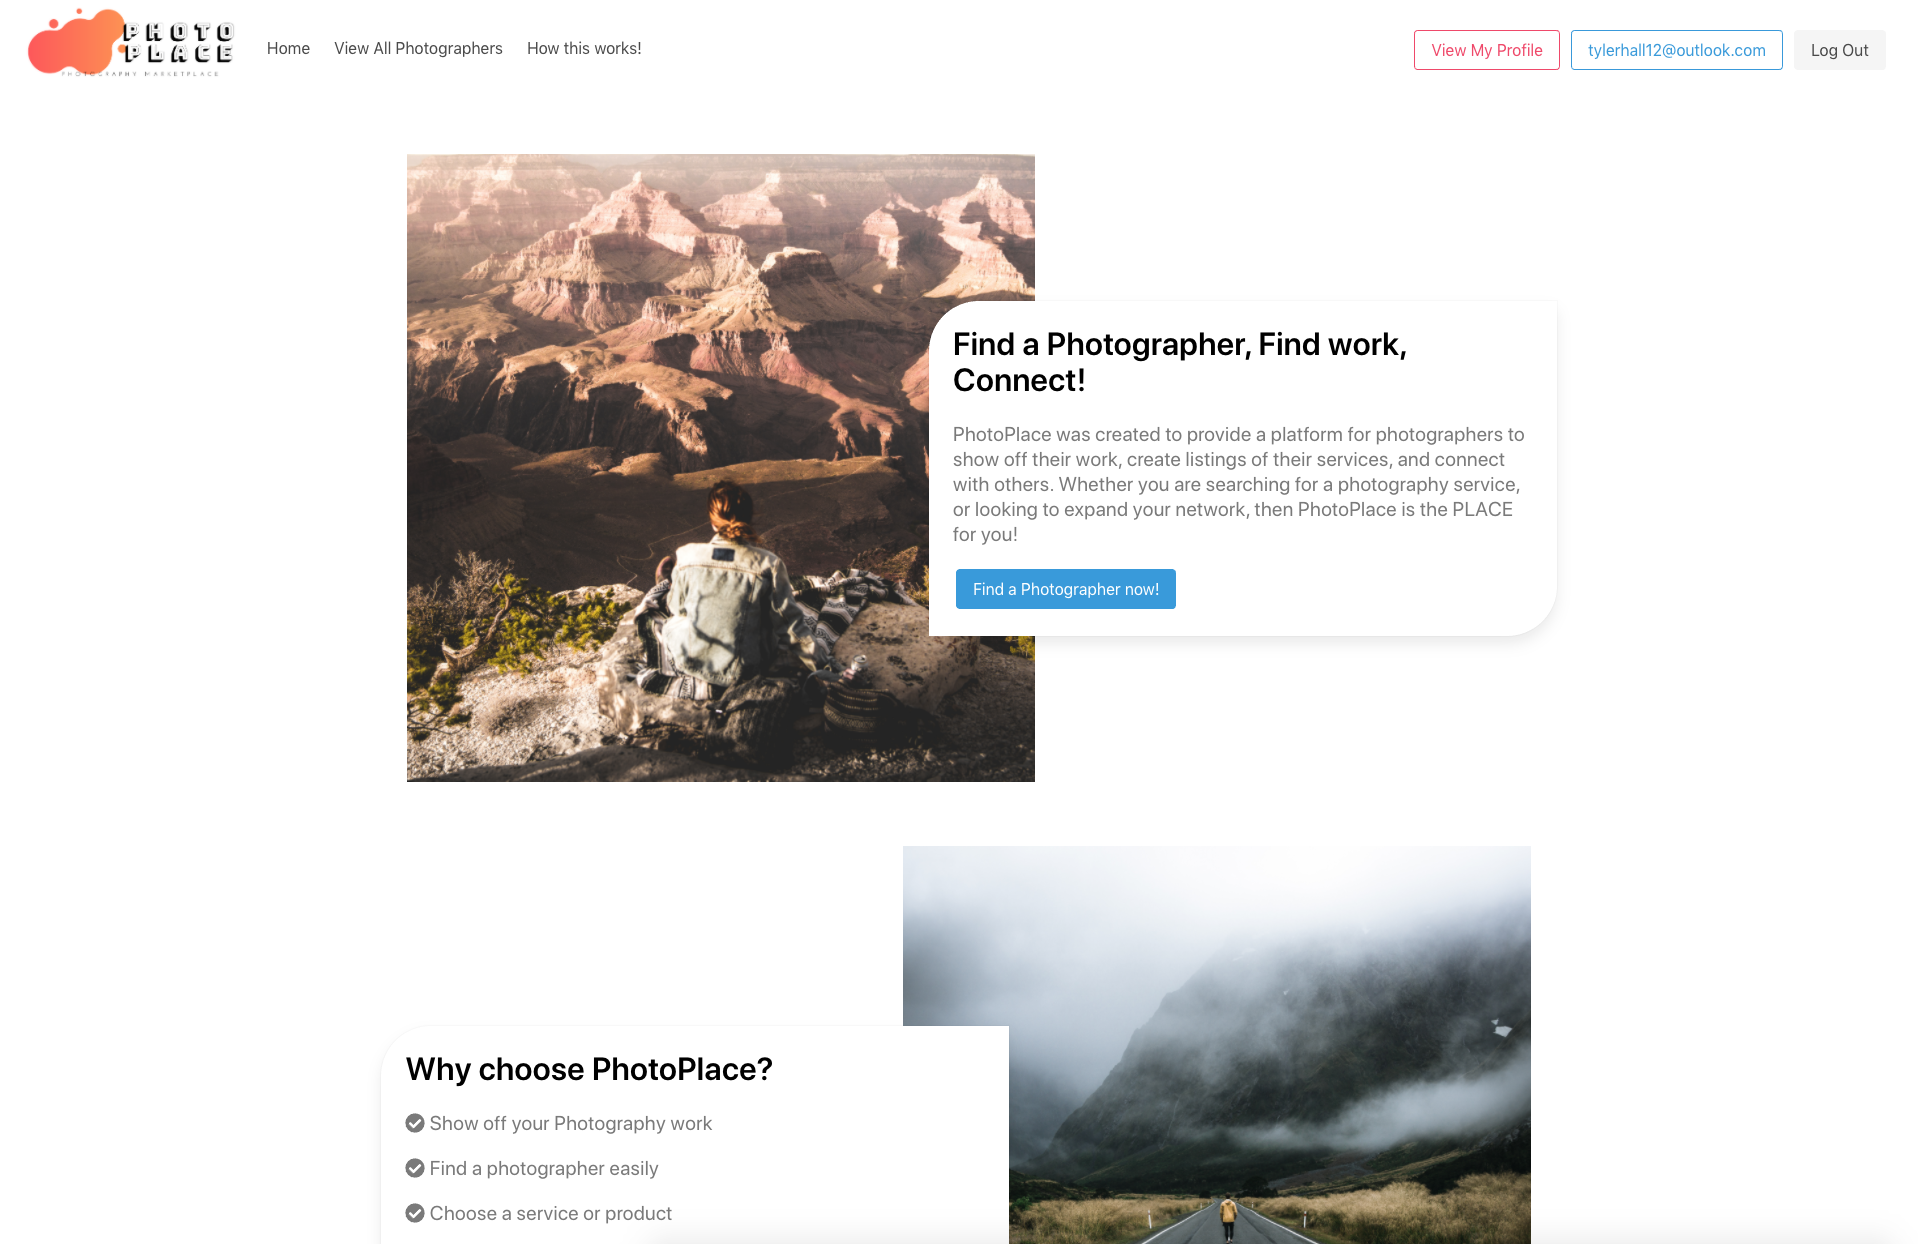 PHOTO
PLACE
PHOTOGRAPHY MARKETPLACE
Home
View All Photographers
How this works!
View My Profile
tylerhall12@outlook.com
Log Out
Find a Photographer, Find work,
Connect!
PhotoPlace was created to provide a platform for photographers to
show off their work, create listings of their services, and connect
with others. Whether you are searching for a photography service,
or looking to expand your network, then PhotoPlace is the PLACE
for you!
Find a Photographer now!
Why choose PhotoPlace?
Show off your Photography work
Find a photographer easily
Choose a service or product